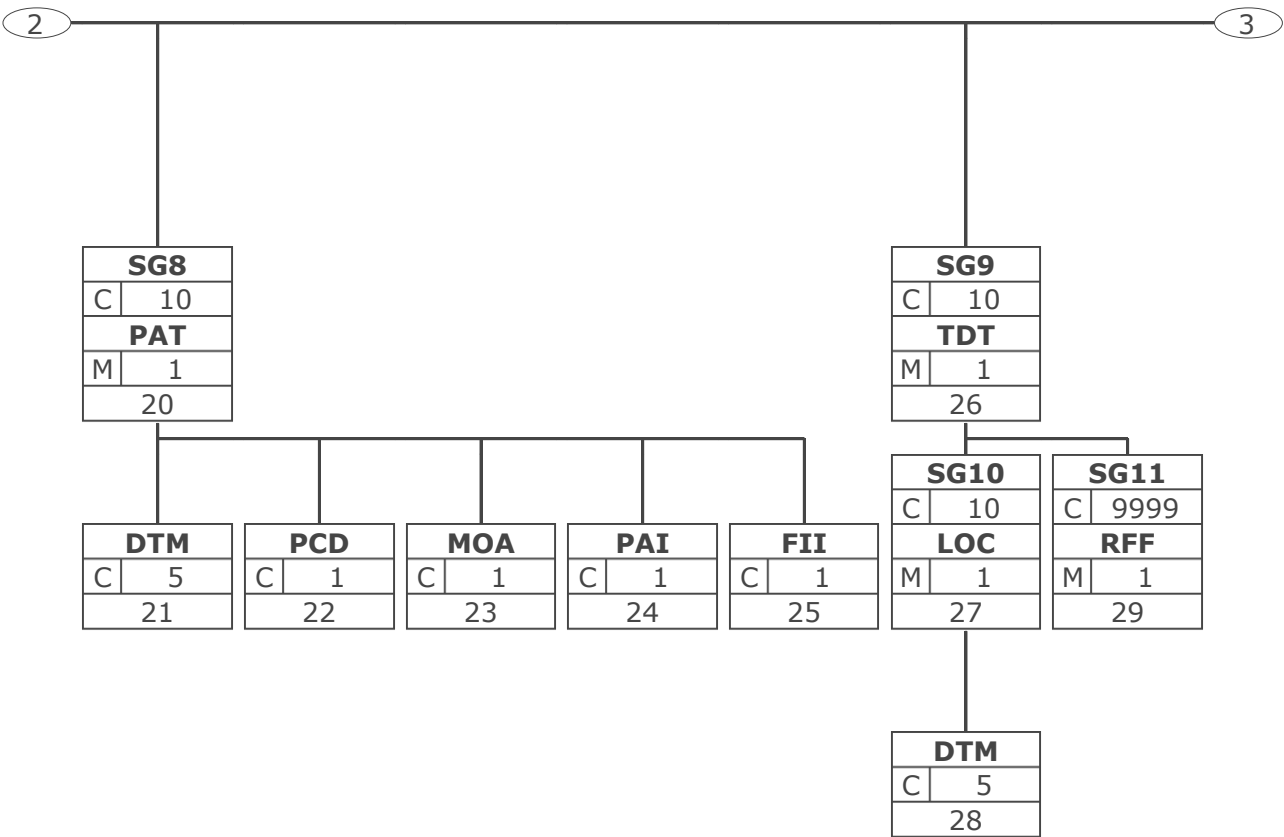 2 3
SG8
C 10
PAT
M 1
20
SG9
C 10
TDT
M 1
26
DTM
C 5
21
PCD
C 1
22
MOA
C 1
23
PAI
C 1
24
FII
C 1
25
SG10
C 10
LOC
M 1
27
SG11
C 9999
RFF
M 1
29
DTM
C 5
28